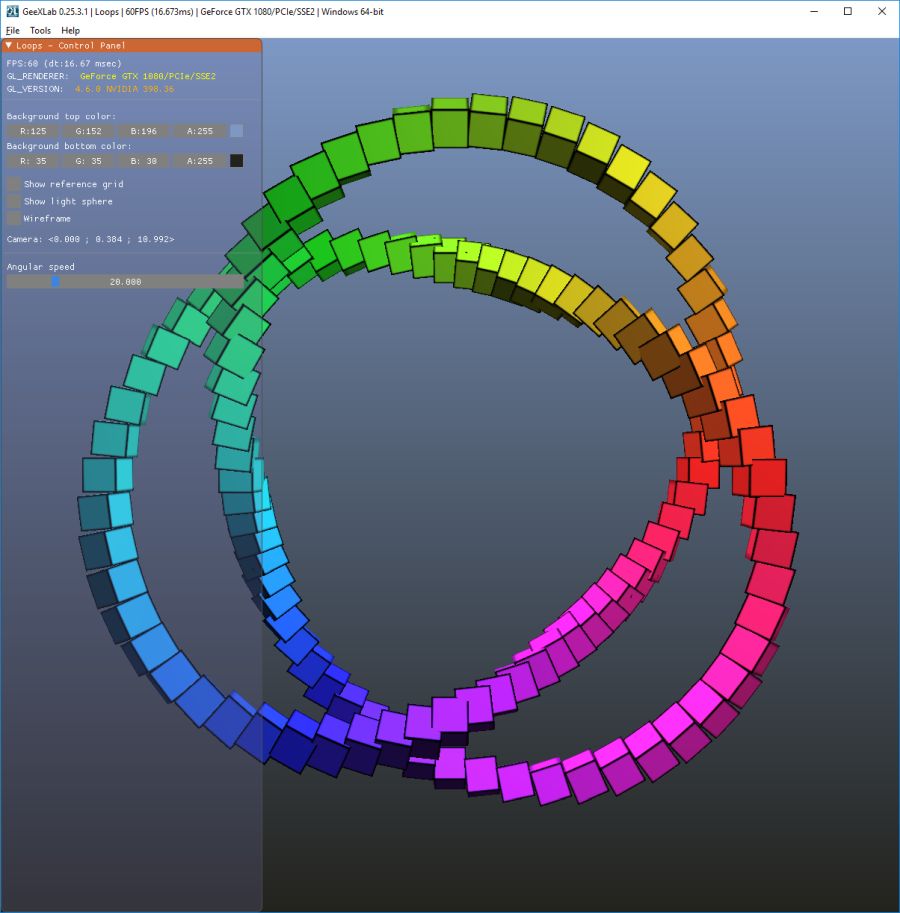 GeeXLab 0.25.3.1 | Loops | 60FPS (16.673ms) | GeForce GTX 1080/PCIe/SSE2 | Windows 64-bit
File Tools Help
Loops - Control Panel
FPS:60 (dt:16.67 msec)
GL_RENDERER: GeForce GTX 1080/PCIe/SSE2
GL_VERSION: 4.6.0 NVIDIA 398.36
Background top color:
R:125 G:152 B:196 A:255
Background bottom color:
R: 35 G: 35 B: 30 A:255
Show reference grid
Show light sphere
Wireframe
Camera: <0.000 ; 0.384 ; 10.992>
Angular speed
20.000